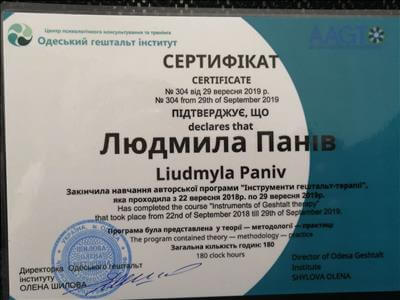 Центр психологічного консультування та тренінга
Одеський гештальт інститут
AAGT
СЕРТИФІКАТ
CERTIFICATE
№ 304 від 29 вересня 2019 р.
№ 304 from 29th of September 2019
ПІДТВЕРДЖУЄ, ЩО
declares that
Людмила Панів
Liudmyla Paniv
Закінчила навчання авторської програми "Інструменти гештальт-терапії",
яка проходила з 22 вересня 2018р. по 29 вересня 2019р.
Has completed the course "Instruments of Geshtalt therapy"
that took place from 22nd of September 2018 till 29th of September 2019.
Програма була представлена у теорії — методології — практиці
The program contained theory — methodology — practice
Загальна кількість годин: 180
180 clock hours
Директорка Одеського гештальт
інституту
ОЛЕНА ШИЛОВА
Director of Odesa Geshtalt
Institute
SHYLOVA OLENA